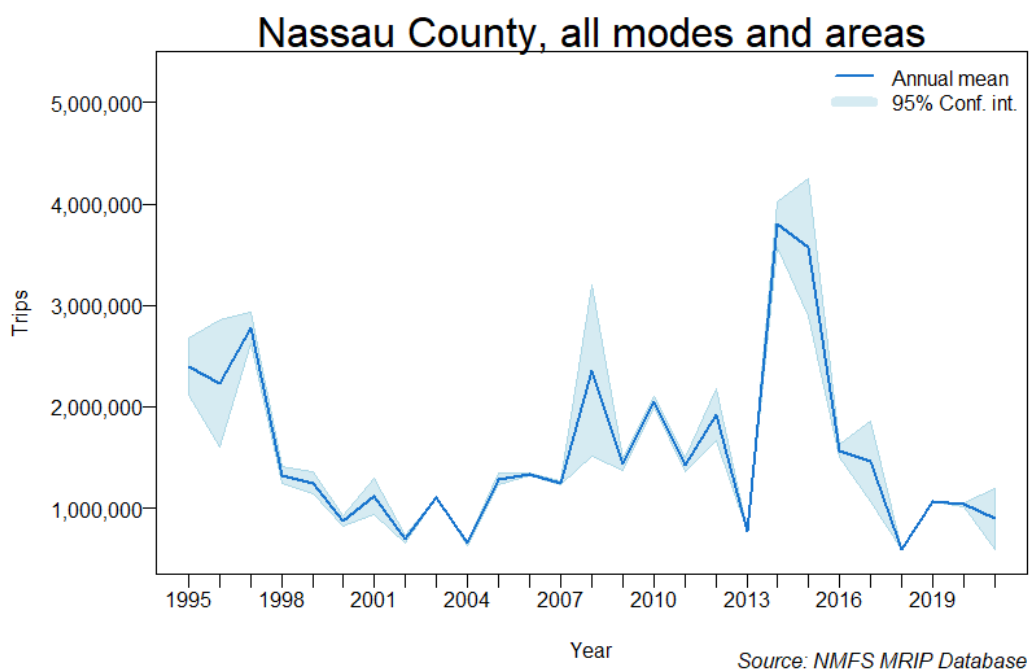 Nassau County, all modes and areas
Annual mean
95% Conf. int.
5,000,000
4,000,000
3,000,000
2,000,000
1,000,000
Trips
1995 1998 2001 2004 2007 2010 2013 2016 2019
Year
Source: NMFS MRIP Database